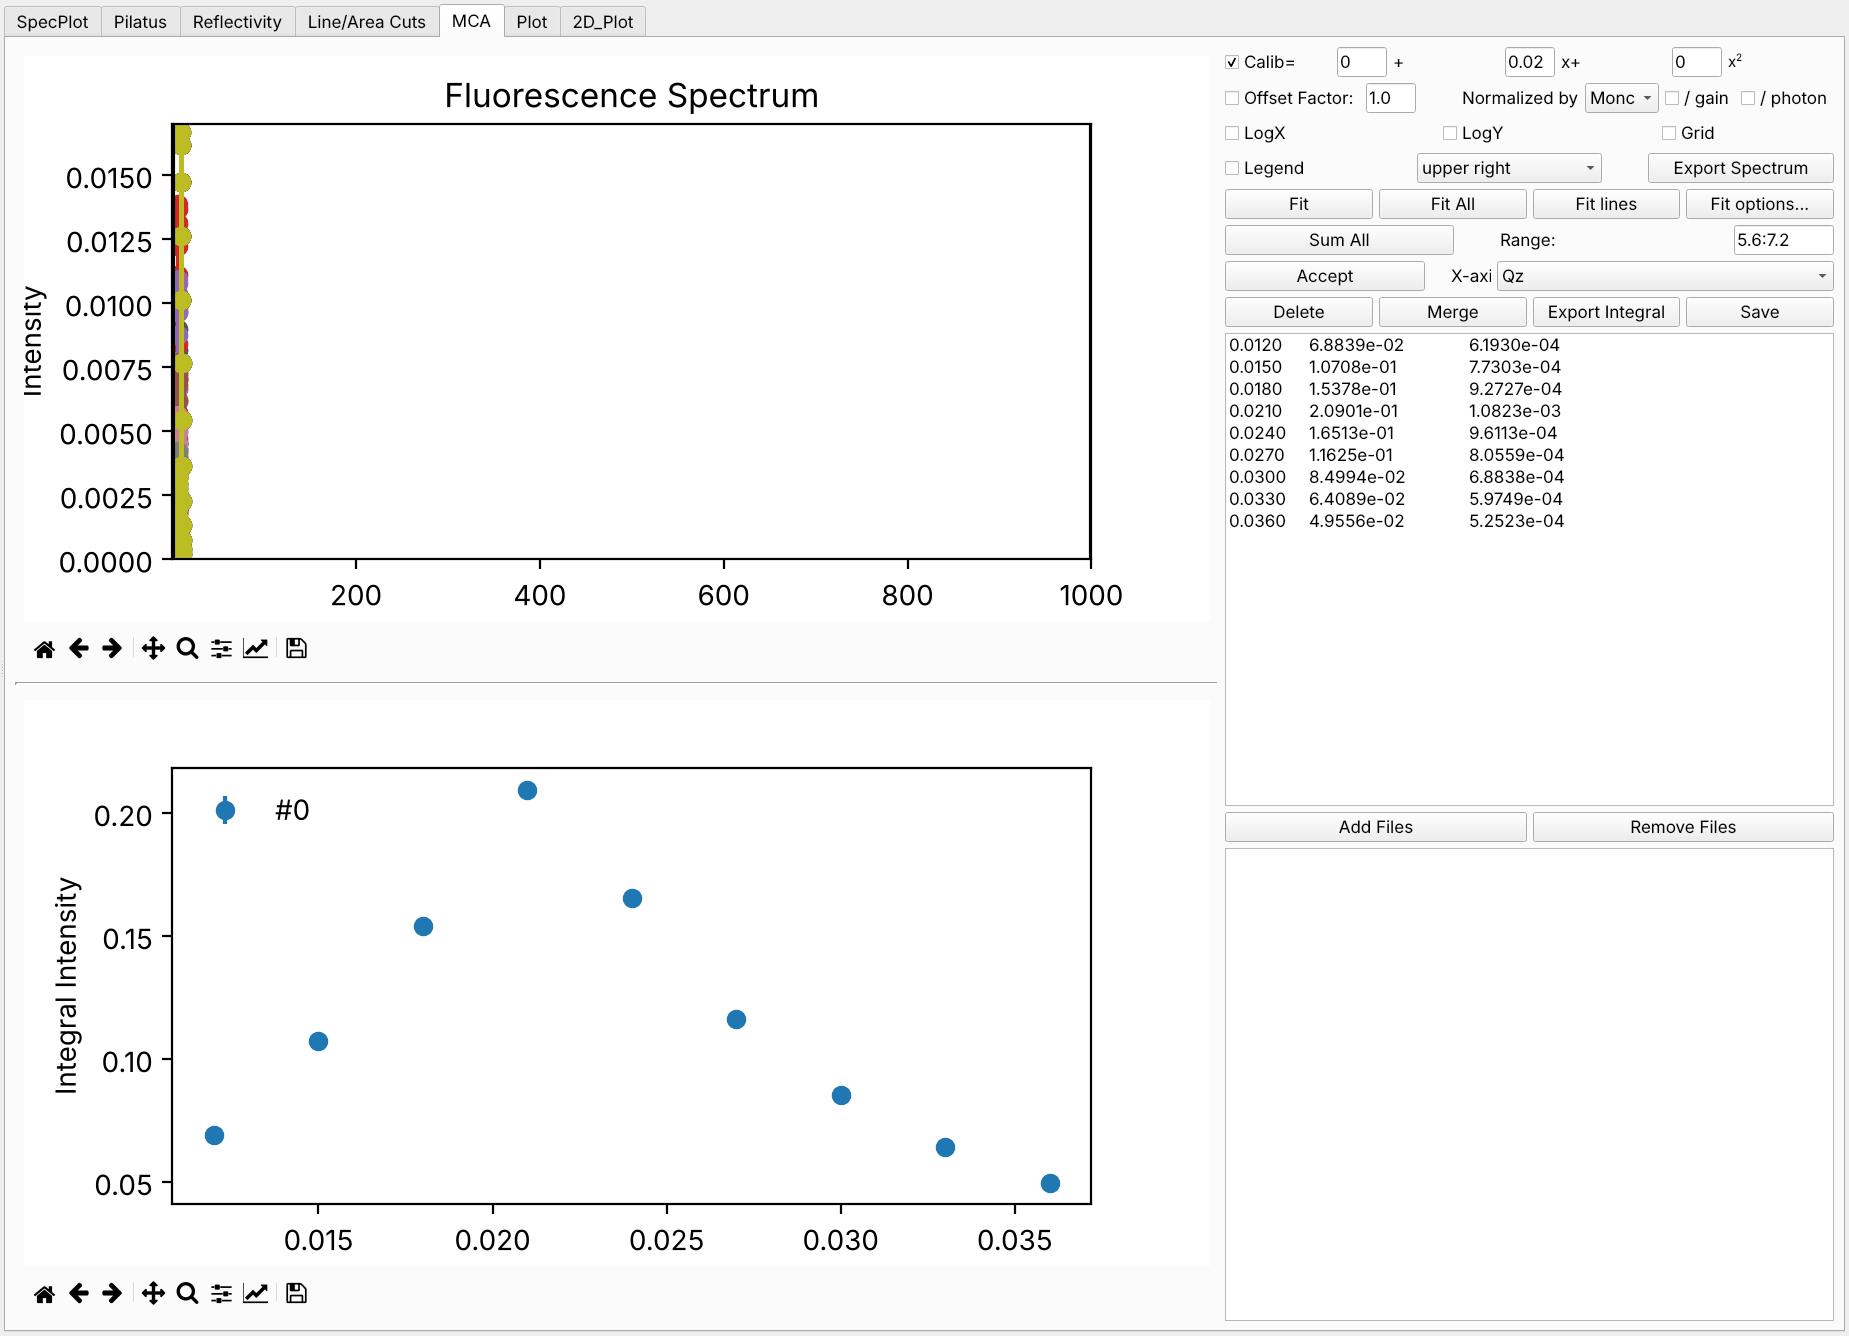 SpecPlot Pilatus Reflectivity Line/Area Cuts MCA Plot 2D_Plot
Fluorescence Spectrum
Intensity
0.0150
0.0125
0.0100
0.0075
0.0050
0.0025
0.0000
200 400 600 800 1000
#0
Integral Intensity
0.20
0.15
0.10
0.05
0.015 0.020 0.025 0.030 0.035
Calib= 0 + 0.02 x+ 0 x²
Offset Factor: 1.0 Normalized by Monc / gain / photon
LogX LogY Grid
Legend upper right Export Spectrum
Fit Fit All Fit lines Fit options...
Sum All Range: 5.6:7.2
Accept X-axi Qz
Delete Merge Export Integral Save
0.0120 6.8839e-02 6.1930e-04
0.0150 1.0708e-01 7.7303e-04
0.0180 1.5378e-01 9.2727e-04
0.0210 2.0901e-01 1.0823e-03
0.0240 1.6513e-01 9.6113e-04
0.0270 1.1625e-01 8.0559e-04
0.0300 8.4994e-02 6.8838e-04
0.0330 6.4089e-02 5.9749e-04
0.0360 4.9556e-02 5.2523e-04
Add Files Remove Files